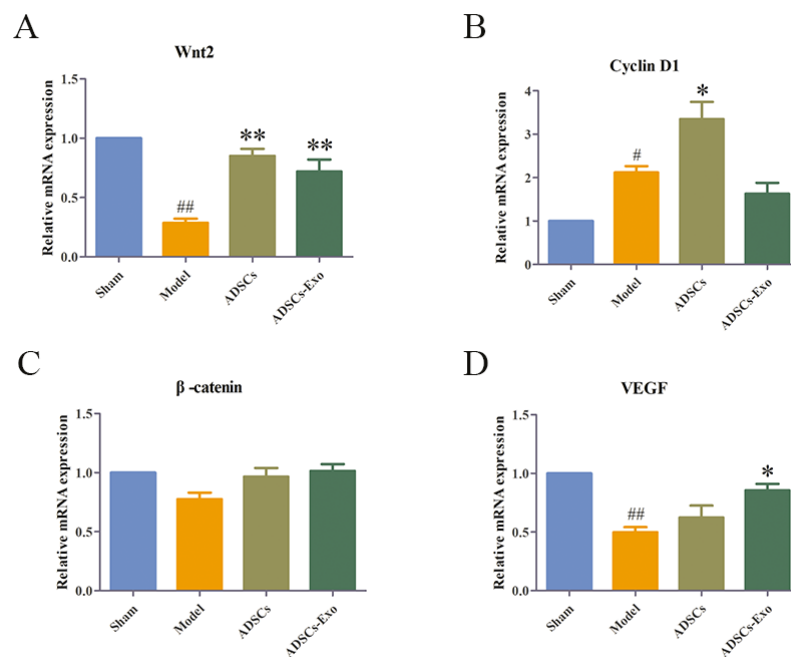 A
Wnt2
Relative mRNA expression
1.5
1.0
0.5
0.0
##
**
**
Sham
Model
ADSCs
ADSCs-Exo
B
Cyclin D1
Relative mRNA expression
4
3
2
1
0
#
*
Sham
Model
ADSCs
ADSCs-Exo
C
β -catenin
Relative mRNA expression
1.5
1.0
0.5
0.0
Sham
Model
ADSCs
ADSCs-Exo
D
VEGF
Relative mRNA expression
1.5
1.0
0.5
0.0
##
*
Sham
Model
ADSCs
ADSCs-Exo